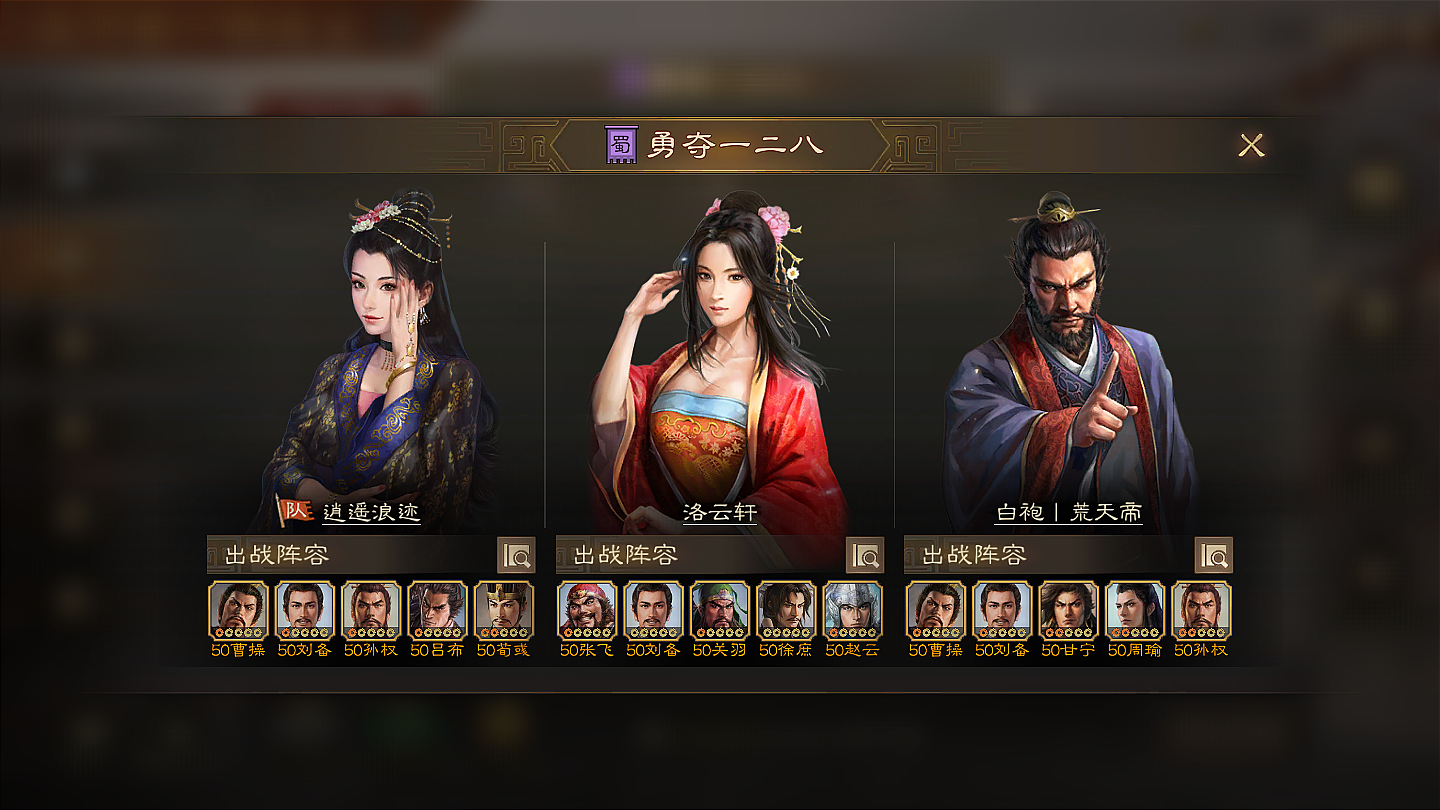 蜀 勇夺一二八
队 逍遥浪迹
洛云轩
白袍丨荒天帝
出战阵容
出战阵容
出战阵容
50曹操 50刘备 50孙权 50吕布 50荀彧
50张飞 50刘备 50关羽 50徐庶 50赵云
50曹操 50刘备 50甘宁 50周瑜 50孙权